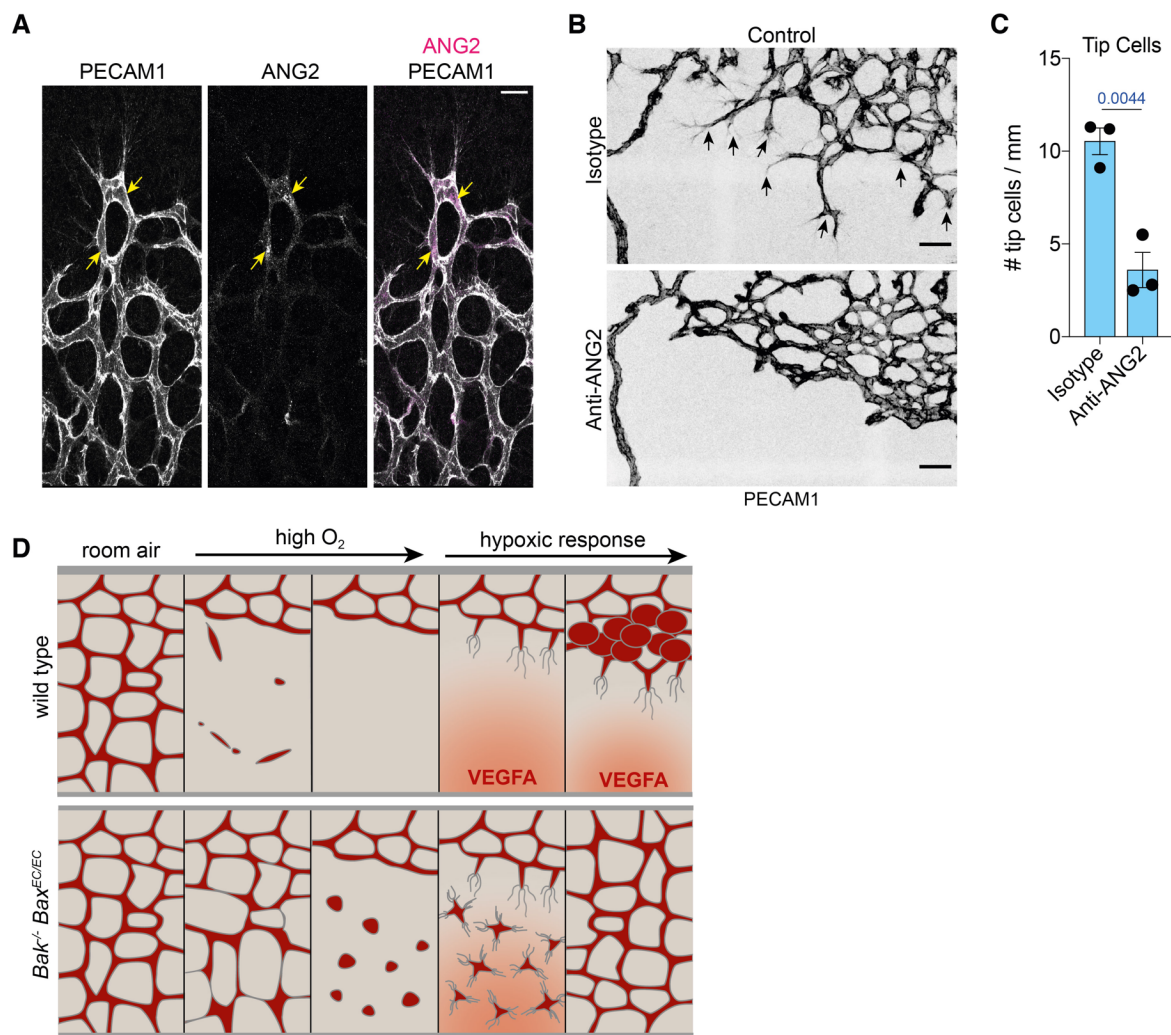 A
PECAM1
ANG2
ANG2
PECAM1
B
Control
Isotype
Anti-ANG2
PECAM1
C
Tip Cells
0.0044
# tip cells / mm
15
10
5
0
Isotype
Anti-ANG2
D
room air
high O₂
hypoxic response
wild type
VEGFA
VEGFA
Bak⁻/⁻ Baxᴱᶜ/ᴱᶜ